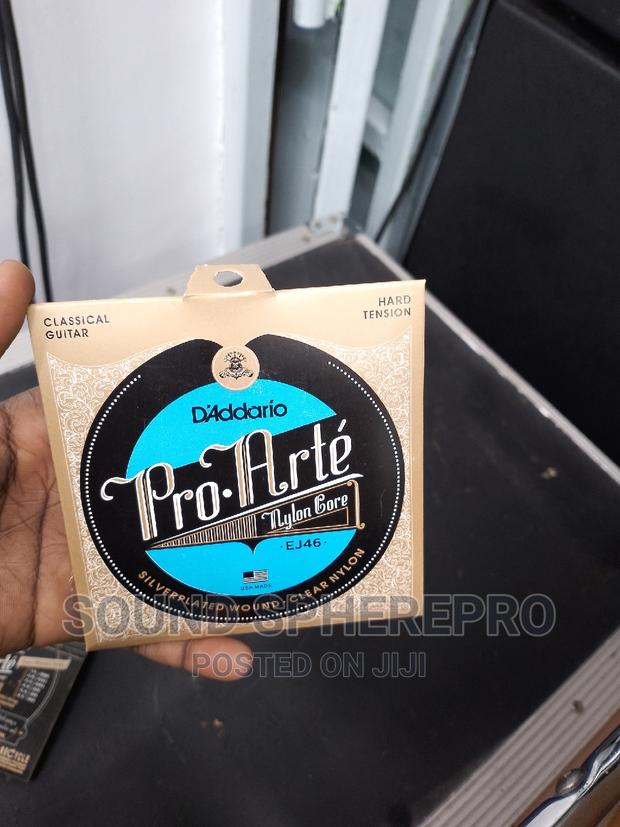 CLASSICAL
GUITAR
HARD
TENSION
D'Addario
Pro·Arté
Nylon Core
·EJ46·
USA MADE
SILVERPLATED WOUND / CLEAR NYLON
SOUND SPHEREPRO
POSTED ON JIJI
RECYCLE